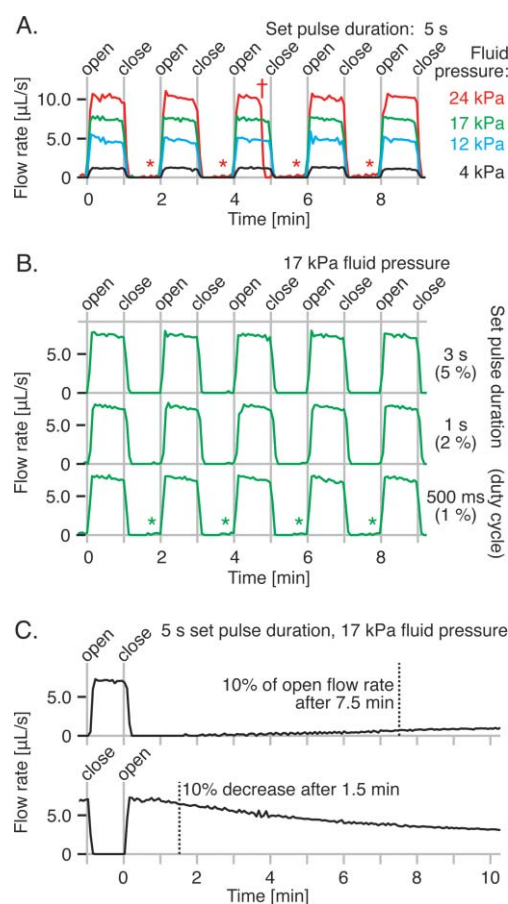 A.
Set pulse duration: 5 s
open close open close open close open close open close
Fluid
pressure:
Flow rate [µL/s]
10.0
5.0
0
†
* * * *
24 kPa
17 kPa
12 kPa
4 kPa
0 2 4 6 8
Time [min]
B.
17 kPa fluid pressure
open close open close open close open close open close
Flow rate [µL/s]
5.0
0
5.0
0
5.0
0
* * * *
Set pulse duration
(duty cycle)
3 s
(5 %)
1 s
(2 %)
500 ms
(1 %)
0 2 4 6 8
Time [min]
C.
5 s set pulse duration, 17 kPa fluid pressure
open close
Flow rate [µL/s]
5.0
0
10% of open flow rate
after 7.5 min
close open
5.0
0
10% decrease after 1.5 min
0 2 4 6 8 10
Time [min]